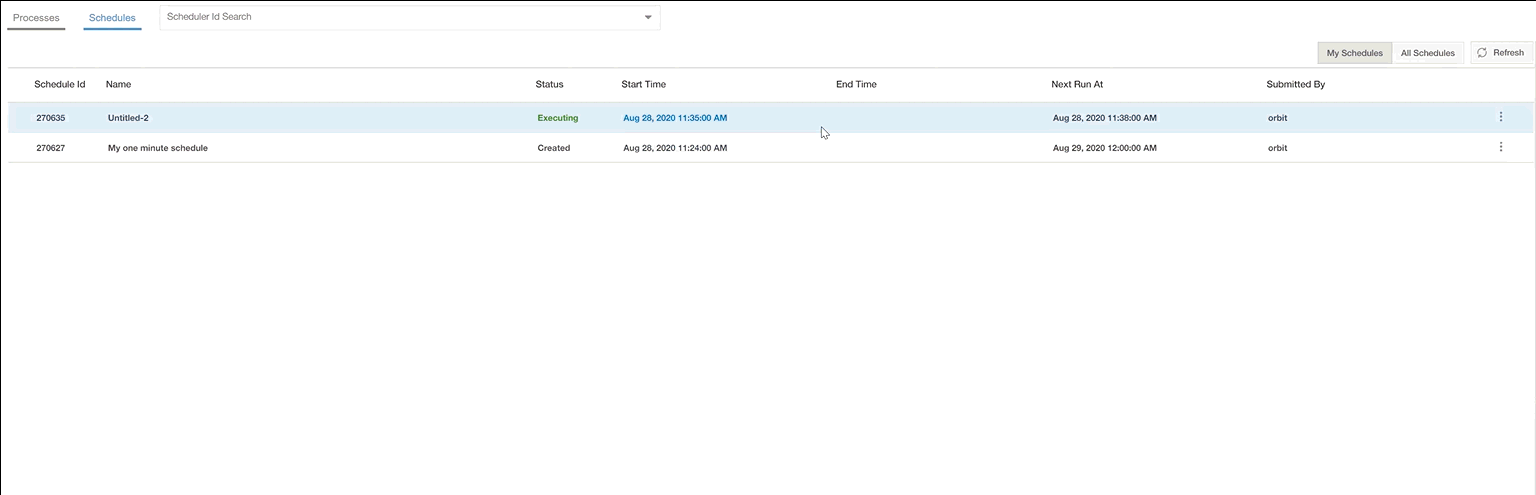 Processes Schedules Scheduler Id Search
My Schedules All Schedules Refresh
Schedule Id Name Status Start Time End Time Next Run At Submitted By
270635 Untitled-2 Executing Aug 28, 2020 11:35:00 AM Aug 28, 2020 11:38:00 AM orbit
270627 My one minute schedule Created Aug 28, 2020 11:24:00 AM Aug 29, 2020 12:00:00 AM orbit